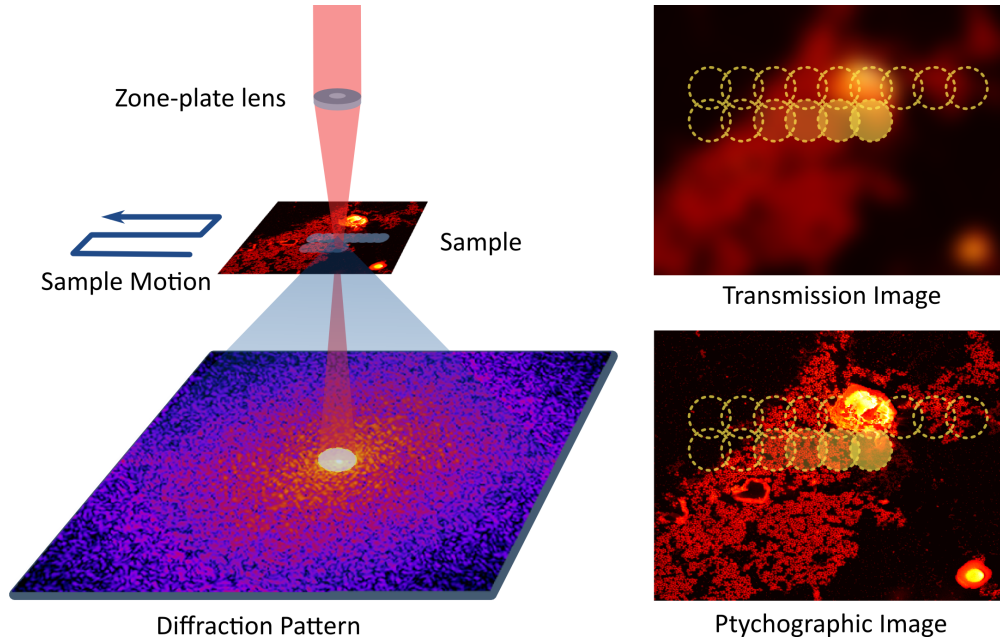 Zone-plate lens
Sample
Sample Motion
Diffraction Pattern
Transmission Image
Ptychographic Image